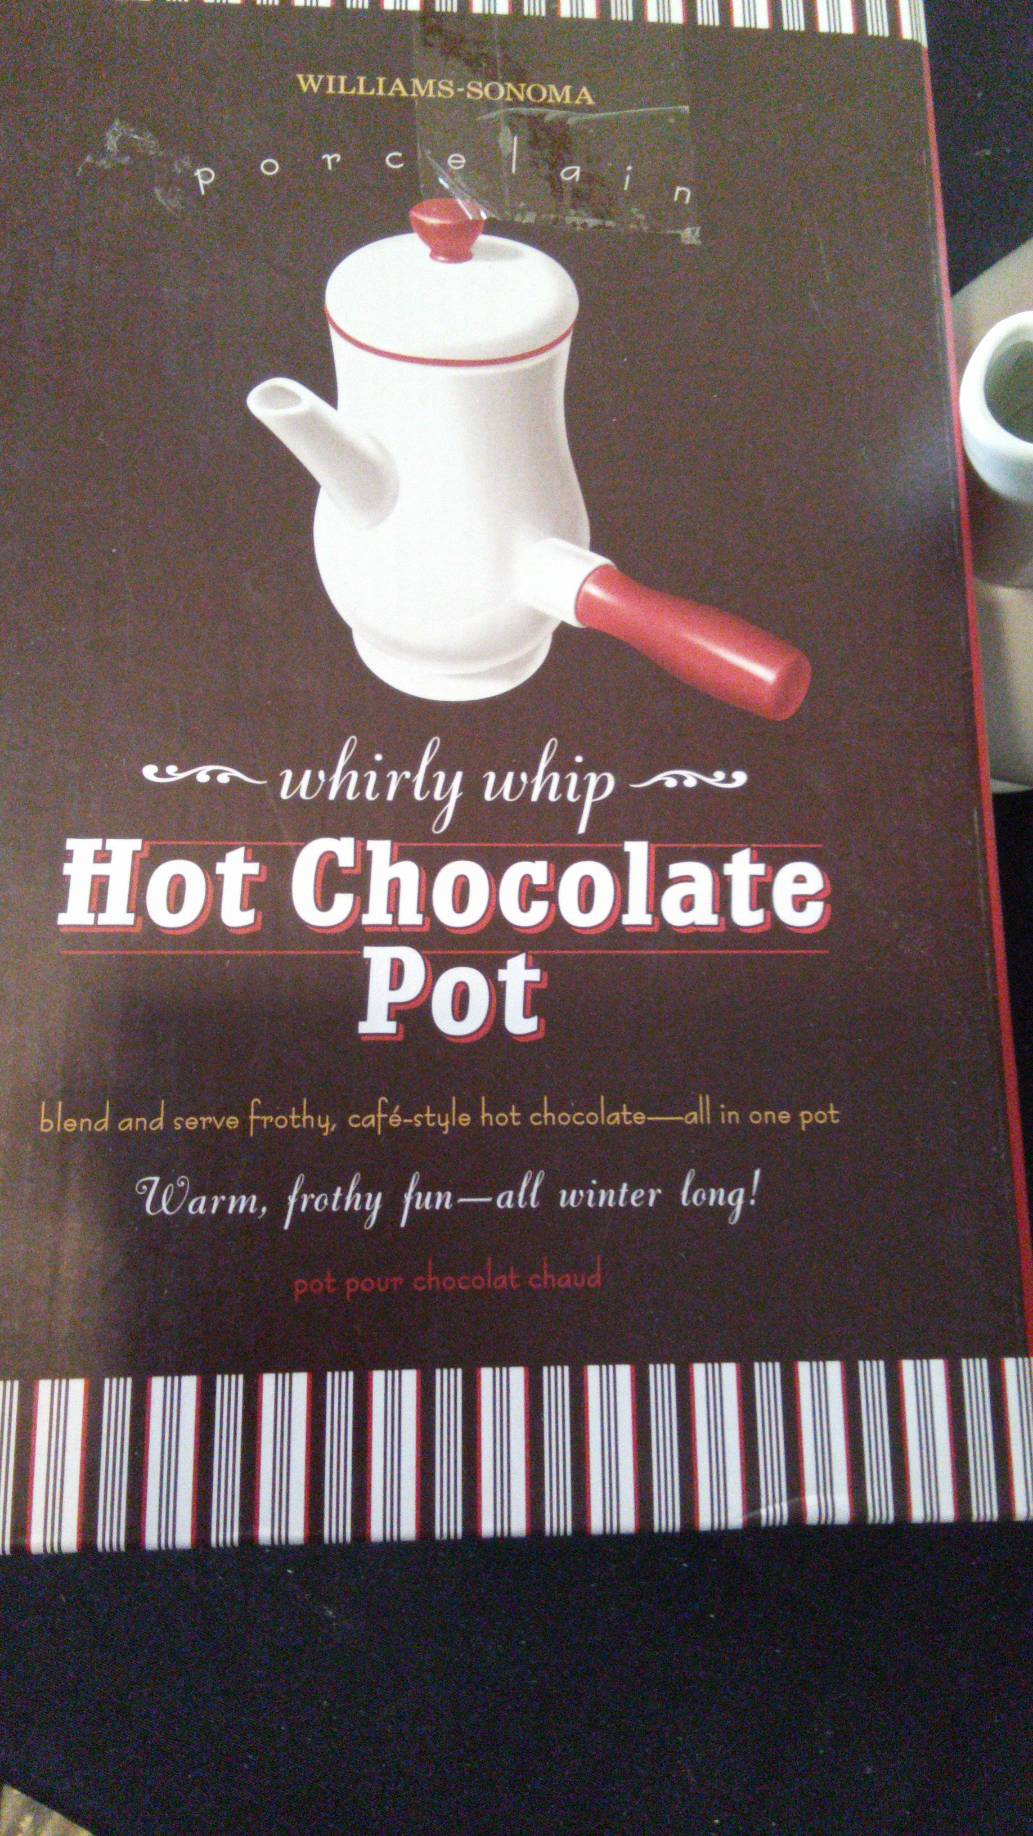 WILLIAMS-SONOMA
porcelain
whirly whip
Hot Chocolate
Pot
blend and serve frothy, café-style hot chocolate—all in one pot
Warm, frothy fun—all winter long!
pot pour chocolat chaud